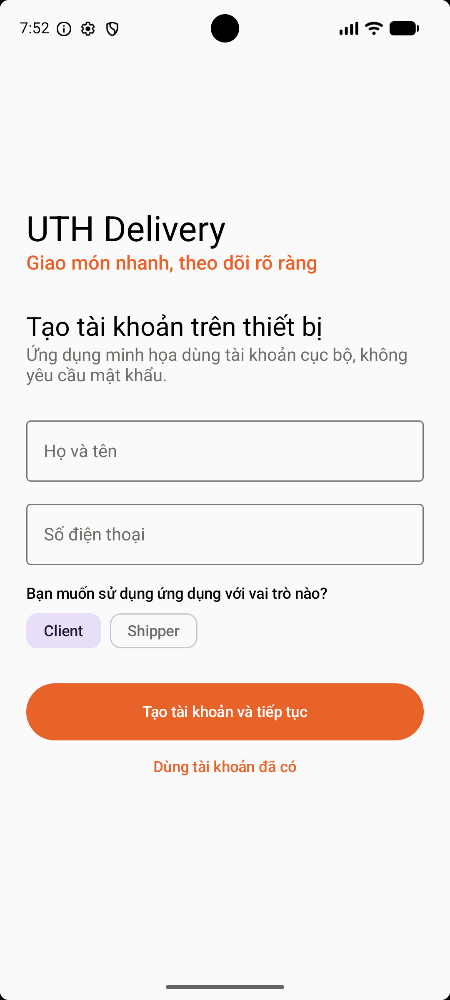 7:52
UTH Delivery
Giao món nhanh, theo dõi rõ ràng
Tạo tài khoản trên thiết bị
Ứng dụng minh họa dùng tài khoản cục bộ, không
yêu cầu mật khẩu.
Họ và tên
Số điện thoại
Bạn muốn sử dụng ứng dụng với vai trò nào?
Client
Shipper
Tạo tài khoản và tiếp tục
Dùng tài khoản đã có